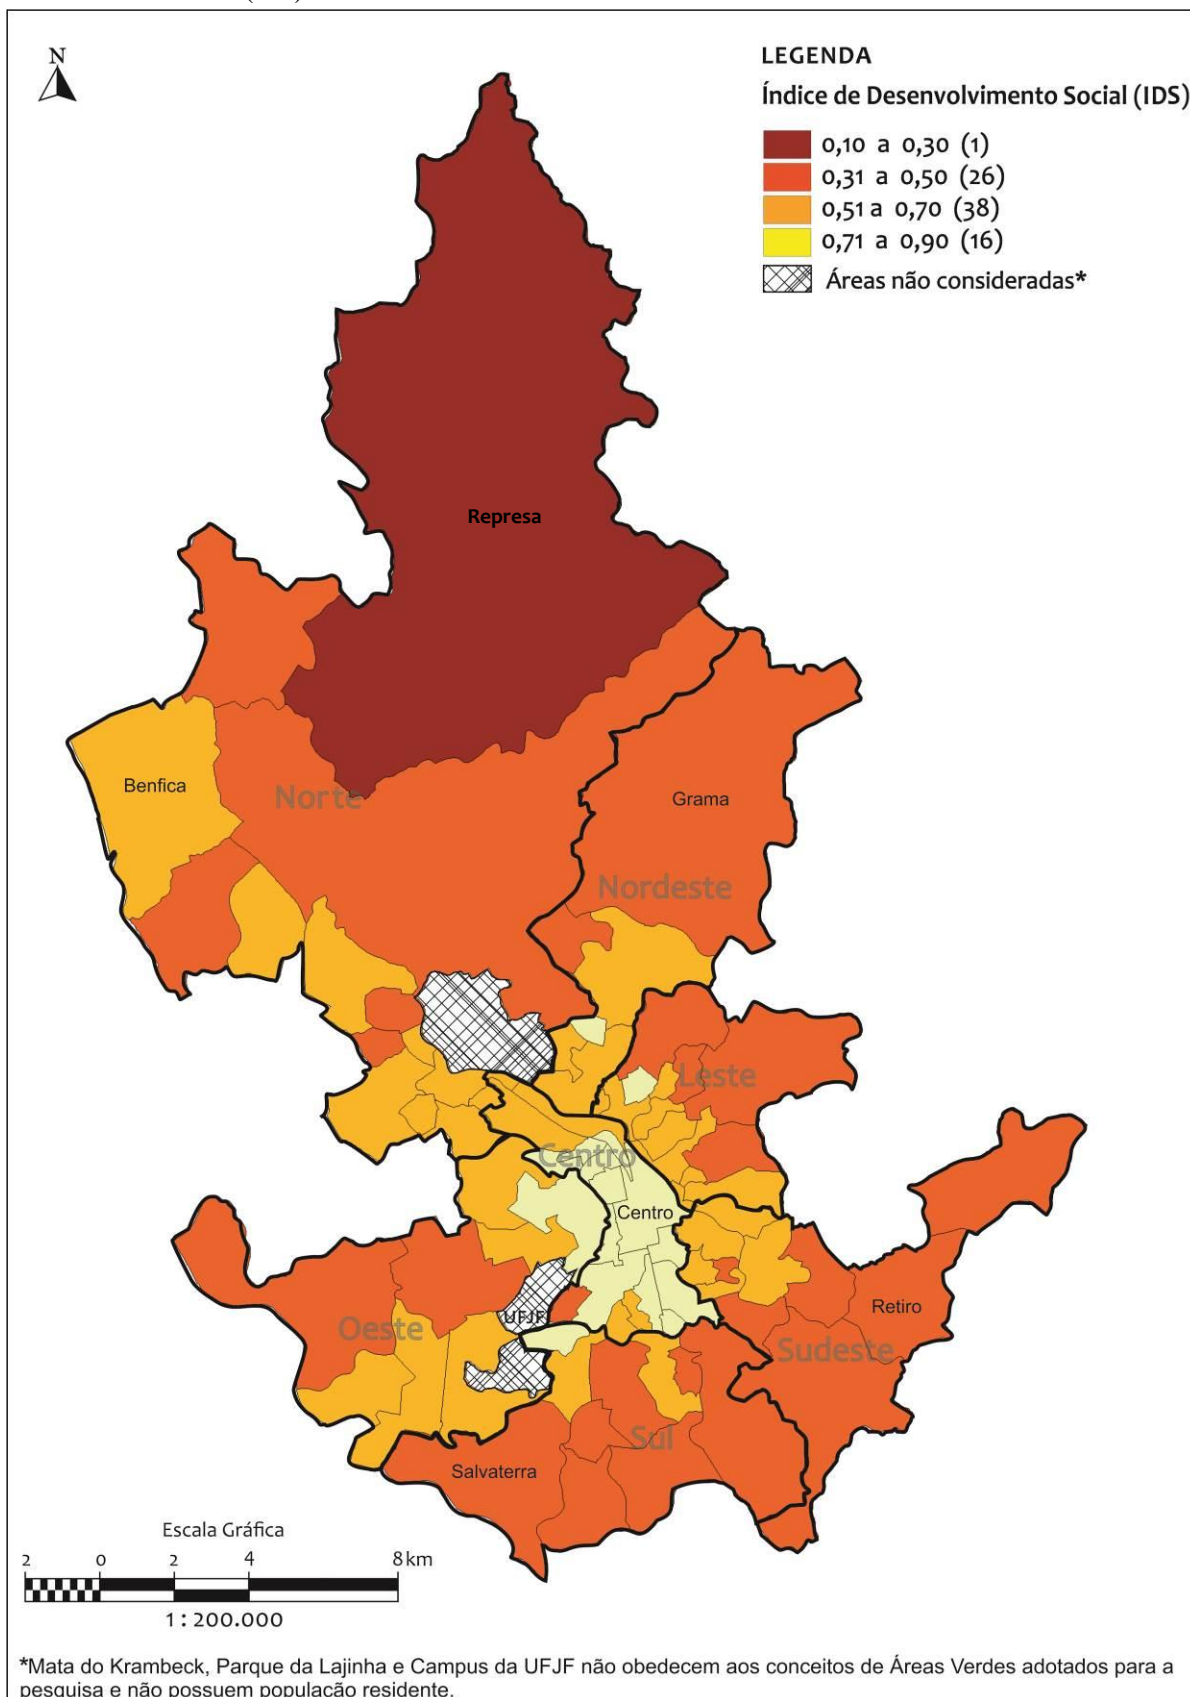 N
LEGENDA
Índice de Desenvolvimento Social (IDS)
0,10 a 0,30 (1)
0,31 a 0,50 (26)
0,51 a 0,70 (38)
0,71 a 0,90 (16)
Áreas não consideradas*
Represa
Benfica
Norte
Grama
Nordeste
Leste
Centro
Centro
Retiro
UFJF
Oeste
Sudeste
Sul
Salvaterra
Escala Gráfica
2 0 2 4 8 km
1 : 200.000
*Mata do Krambeck, Parque da Lajinha e Campus da UFJF não obedecem aos conceitos de Áreas Verdes adotados para a
pesquisa e não possuem população residente.